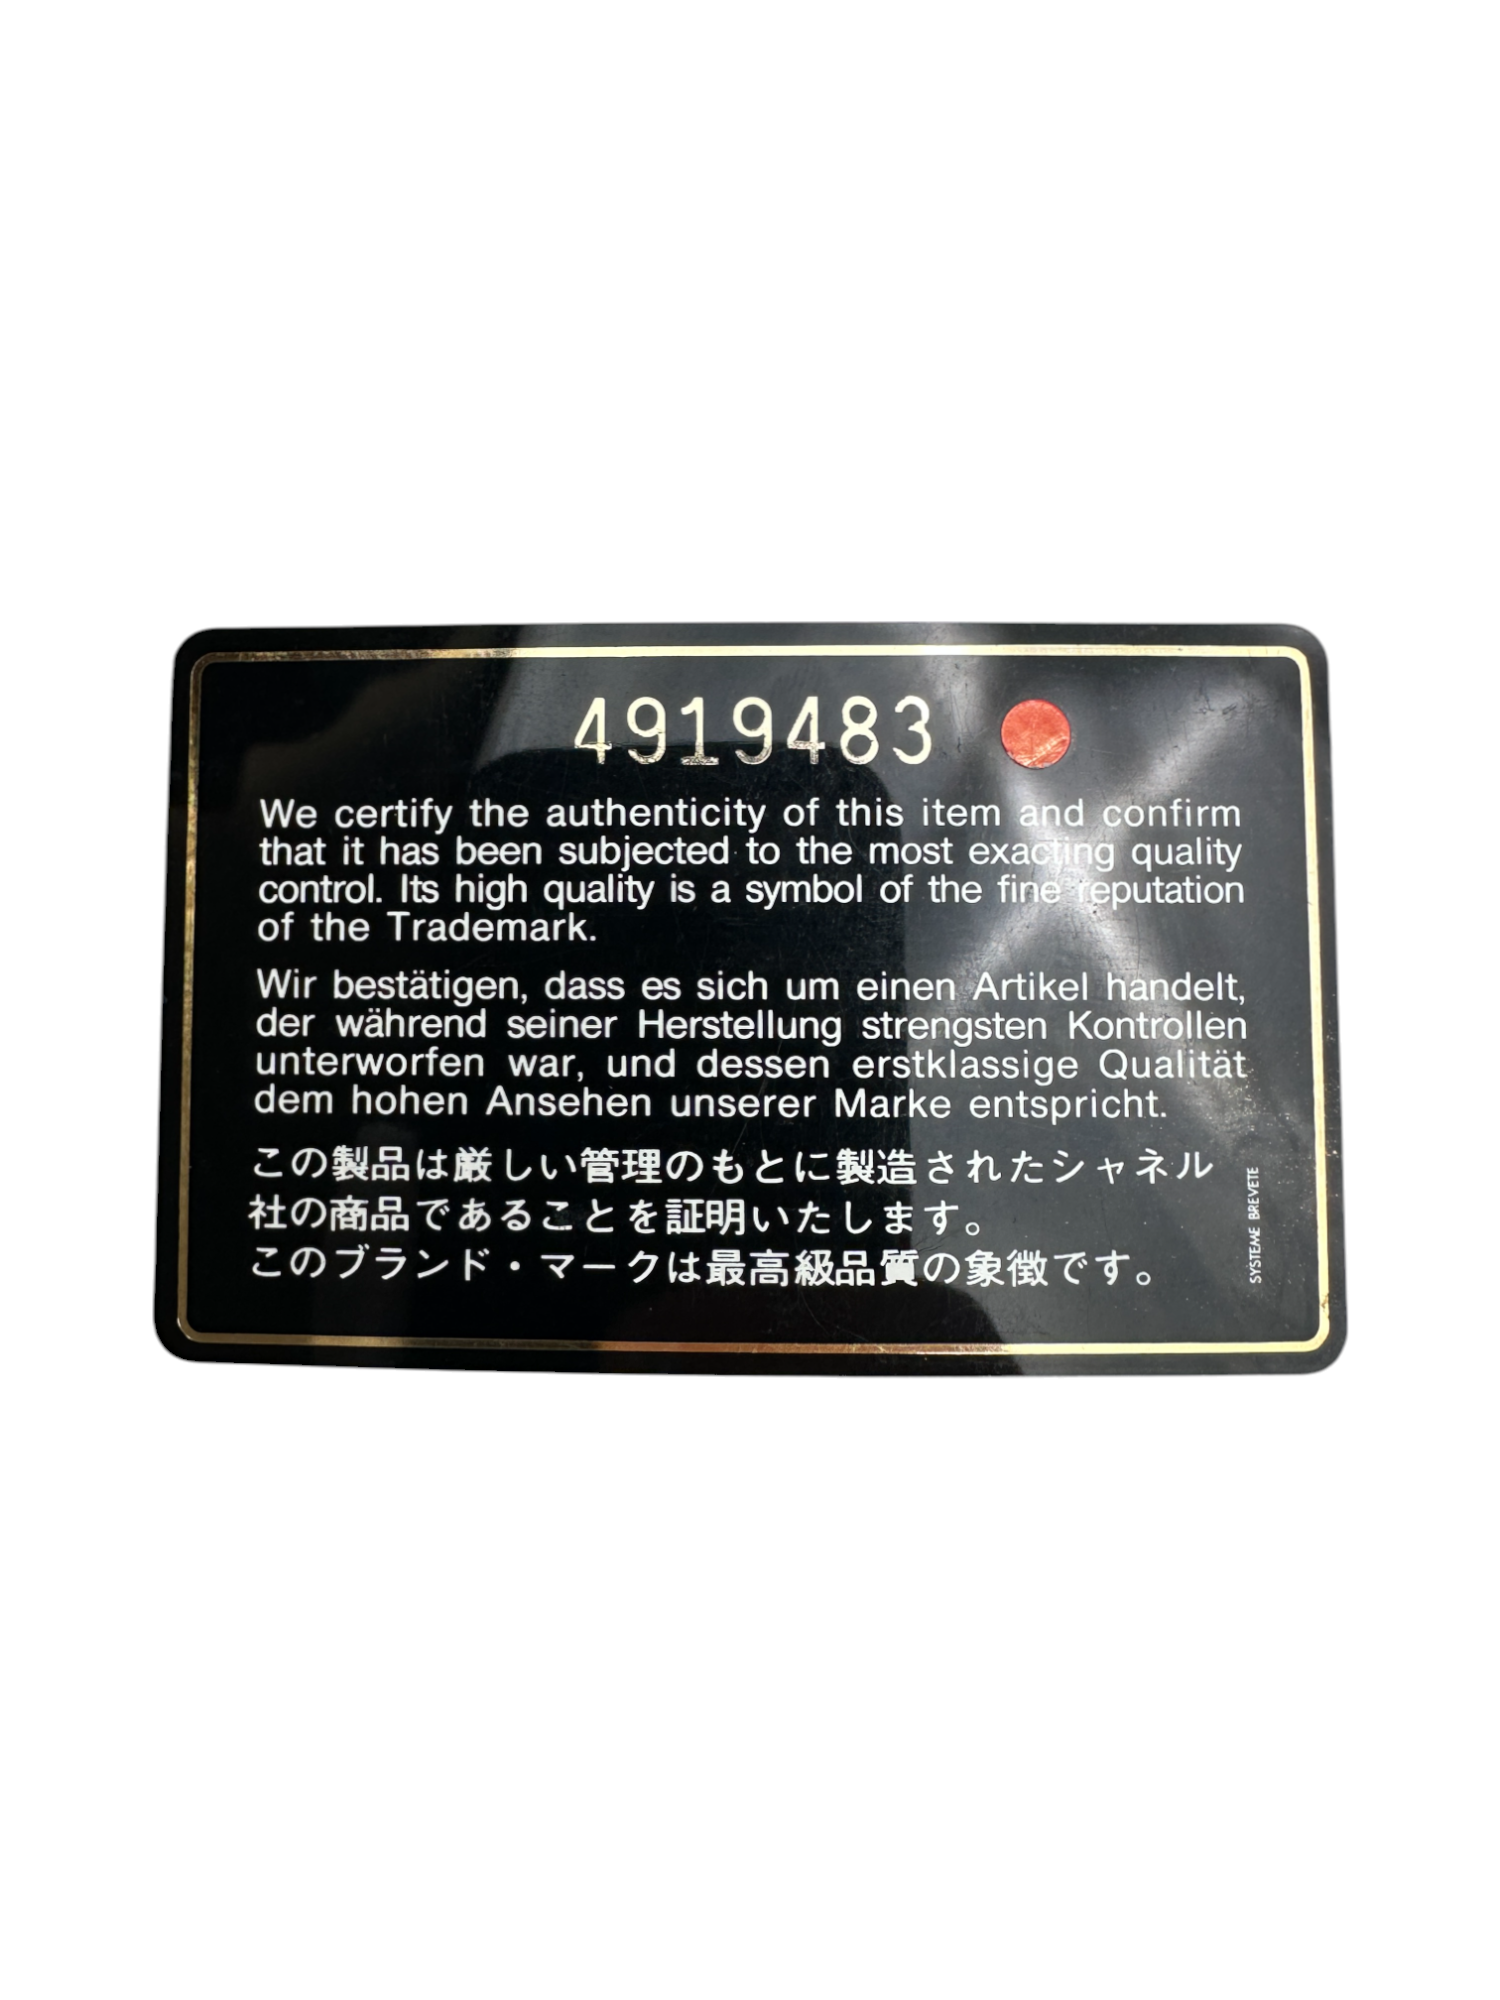 4919483
We certify the authenticity of this item and confirm
that it has been subjected to the most exacting quality
control. Its high quality is a symbol of the fine reputation
of the Trademark.
Wir bestätigen, dass es sich um einen Artikel handelt,
der während seiner Herstellung strengsten Kontrollen
unterworfen war, und dessen erstklassige Qualität
dem hohen Ansehen unserer Marke entspricht.
この製品は厳しい管理のもとに製造されたシャネル
社の商品であることを証明いたします。
このブランド・マークは最高級品質の象徴です。
SYSTEME BREVETE